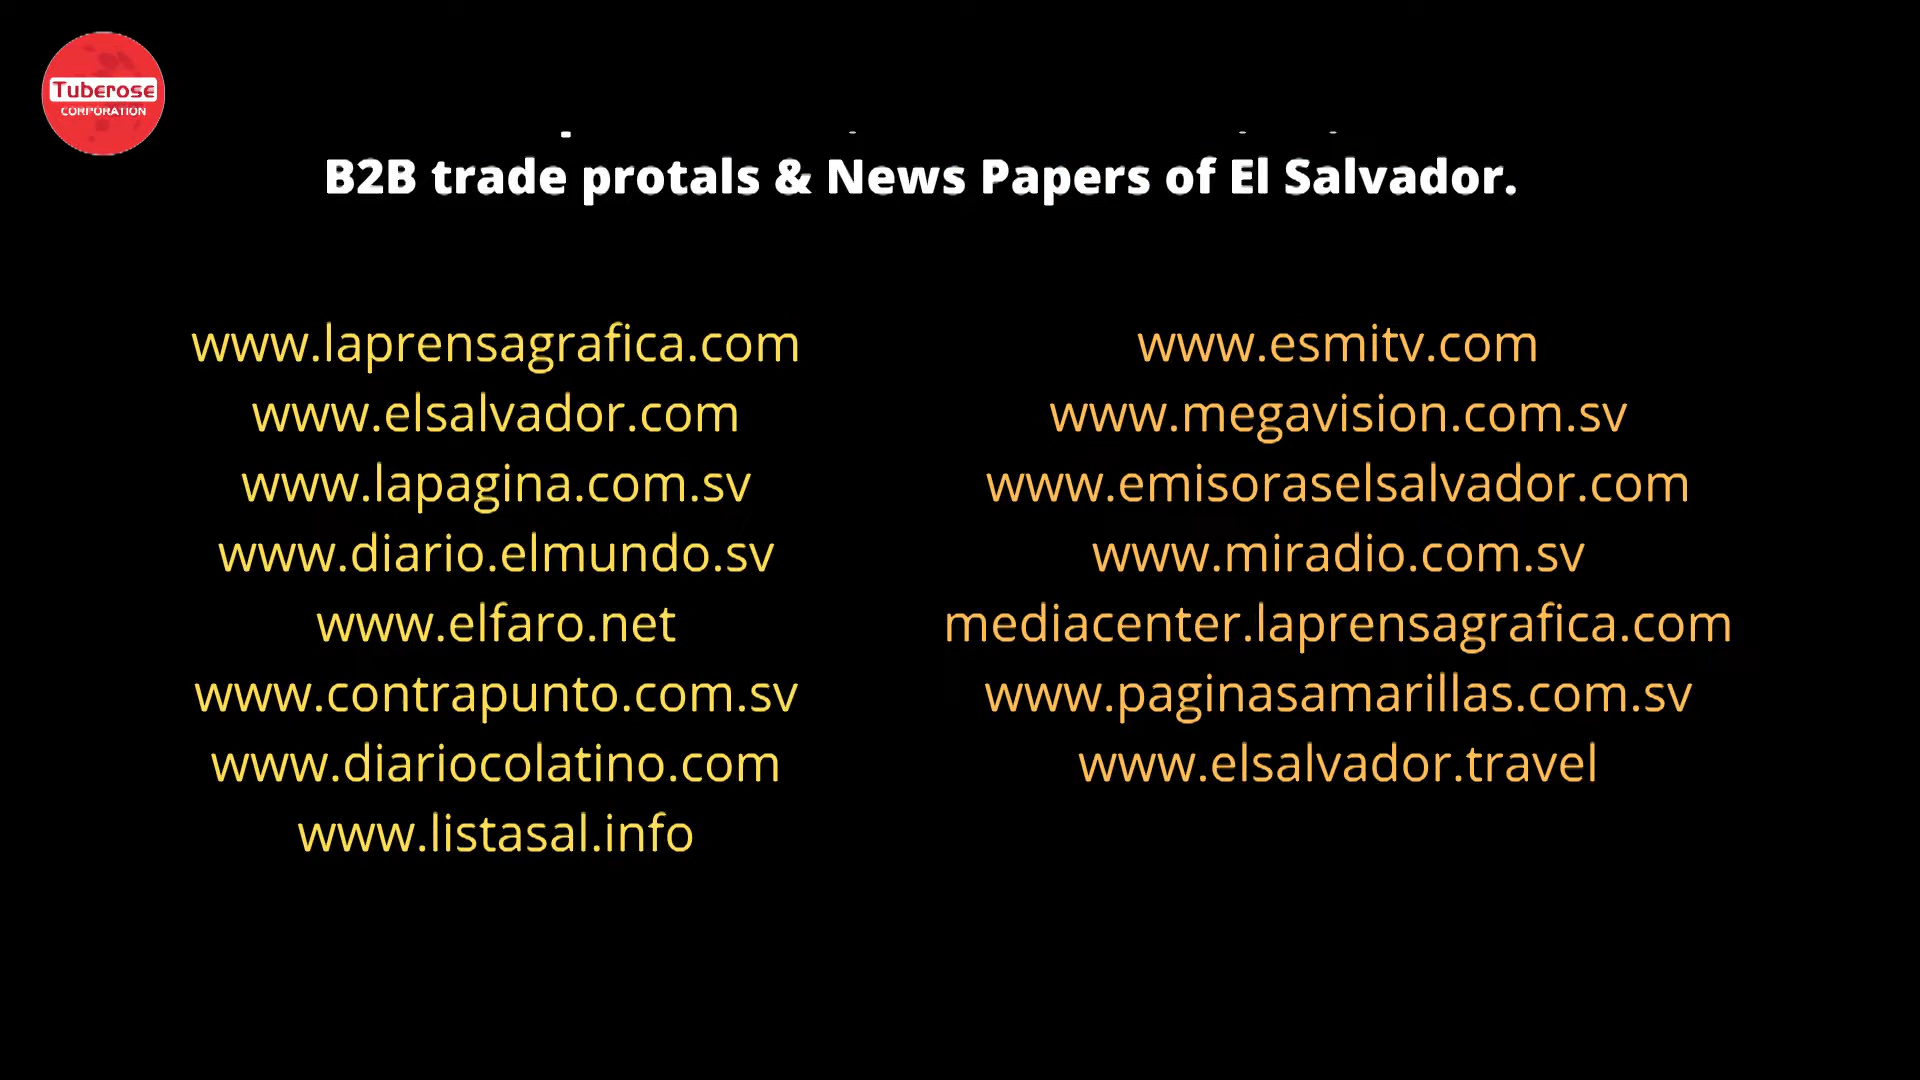 Tuberose
CORPORATION
B2B trade protals & News Papers of El Salvador.
www.laprensagrafica.com
www.elsalvador.com
www.lapagina.com.sv
www.diario.elmundo.sv
www.elfaro.net
www.contrapunto.com.sv
www.diariocolatino.com
www.listasal.info
www.esmitv.com
www.megavision.com.sv
www.emisoraselsalvador.com
www.miradio.com.sv
mediacenter.laprensagrafica.com
www.paginasamarillas.com.sv
www.elsalvador.travel